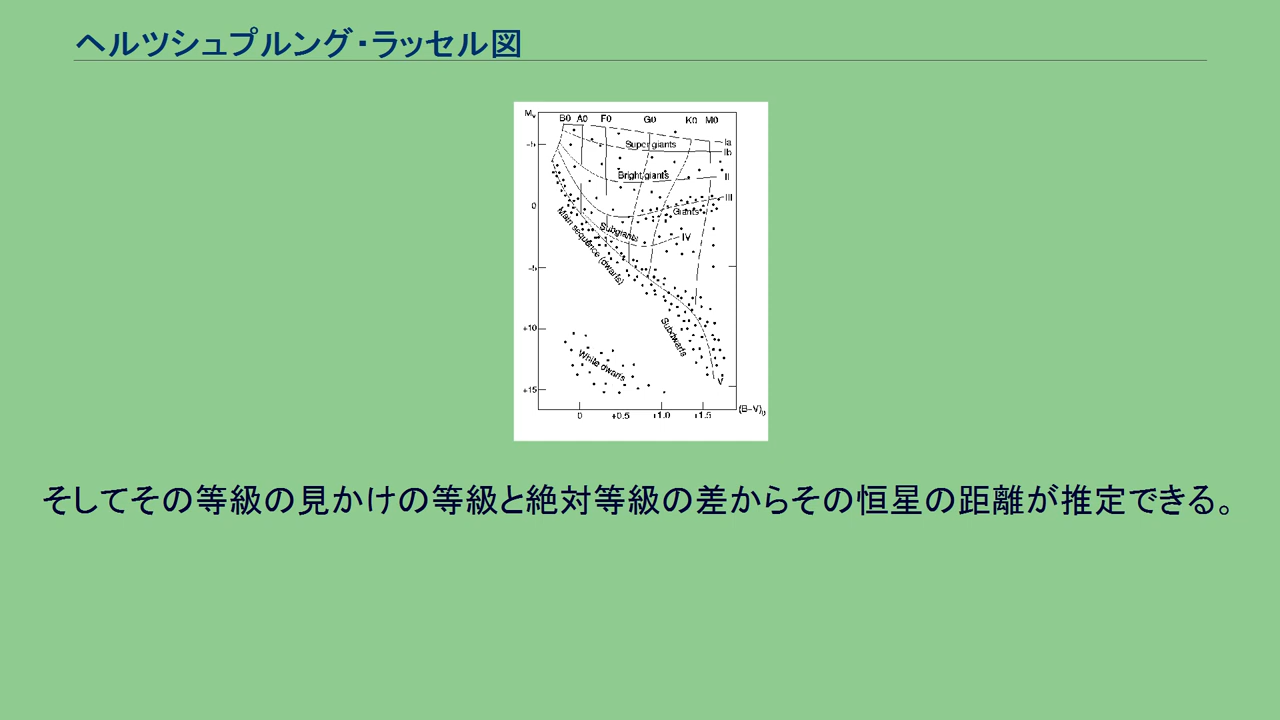 ヘルツシュプルング・ラッセル図
Mv
B0 A0 F0 G0 K0 M0
Super giants
Ia
Ib
-5
Bright giants
II
III
0
Giants
Subgiants
IV
Main sequence (dwarfs)
+5
+10
Subdwarfs
White dwarfs
V
+15
0 +0.5 +1.0 +1.5 (B-V)0
そしてその等級の見かけの等級と絶対等級の差からその恒星の距離が推定できる。